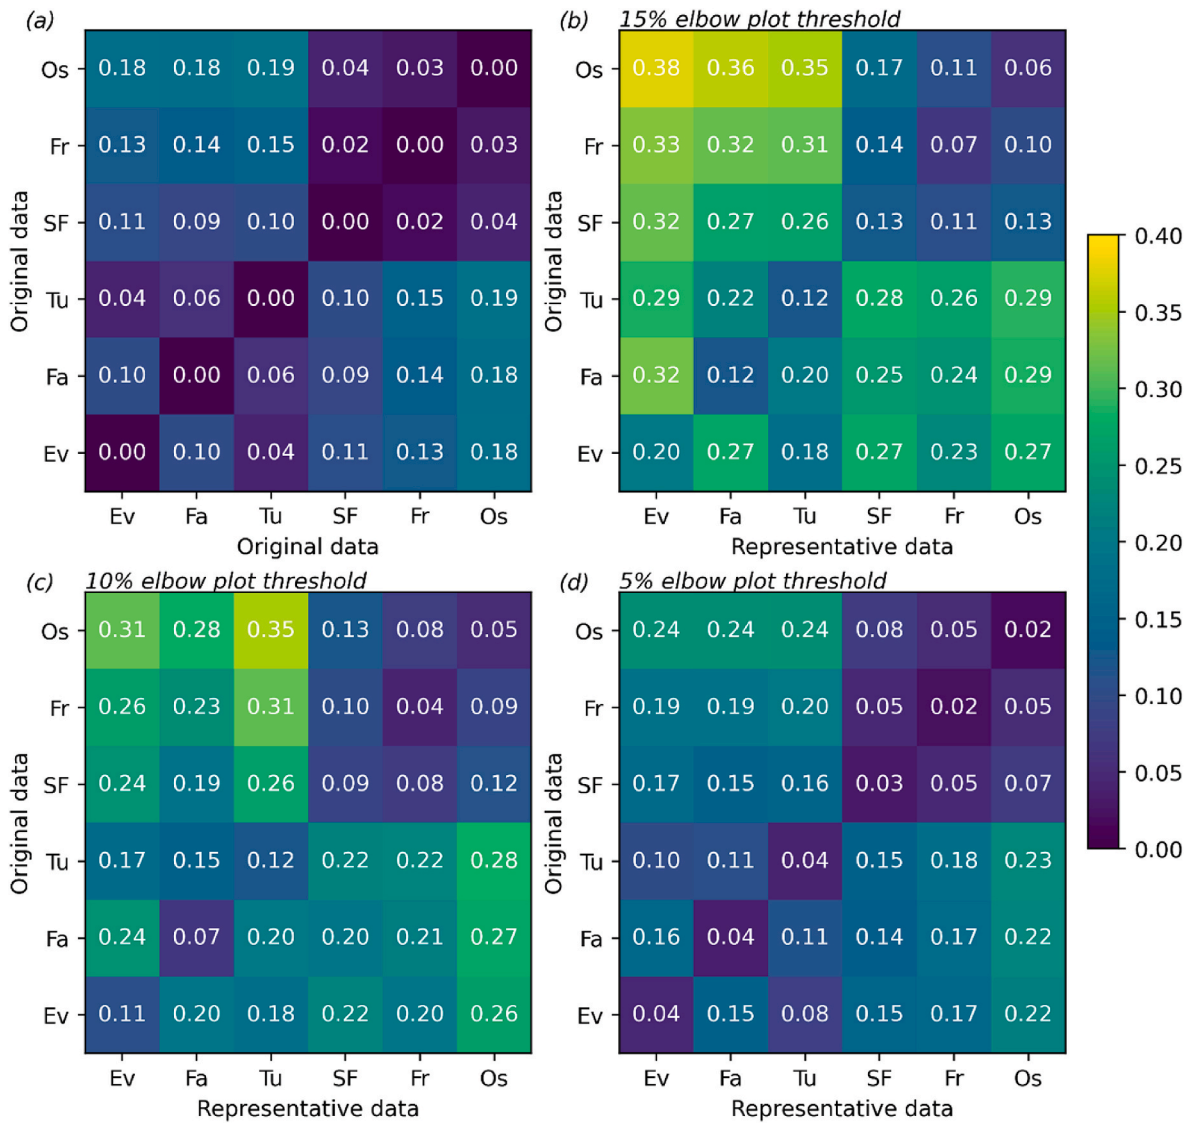 (a)
Os 0.18 0.18 0.19 0.04 0.03 0.00
Fr 0.13 0.14 0.15 0.02 0.00 0.03
SF 0.11 0.09 0.10 0.00 0.02 0.04
Tu 0.04 0.06 0.00 0.10 0.15 0.19
Fa 0.10 0.00 0.06 0.09 0.14 0.18
Ev 0.00 0.10 0.04 0.11 0.13 0.18
Ev Fa Tu SF Fr Os
Original data
Original data
(b) 15% elbow plot threshold
Os 0.38 0.36 0.35 0.17 0.11 0.06
Fr 0.33 0.32 0.31 0.14 0.07 0.10
SF 0.32 0.27 0.26 0.13 0.11 0.13
Tu 0.29 0.22 0.12 0.28 0.26 0.29
Fa 0.32 0.12 0.20 0.25 0.24 0.29
Ev 0.20 0.27 0.18 0.27 0.23 0.27
Ev Fa Tu SF Fr Os
Original data
Representative data
(c) 10% elbow plot threshold
Os 0.31 0.28 0.35 0.13 0.08 0.05
Fr 0.26 0.23 0.31 0.10 0.04 0.09
SF 0.24 0.19 0.26 0.09 0.08 0.12
Tu 0.17 0.15 0.12 0.22 0.22 0.28
Fa 0.24 0.07 0.20 0.20 0.21 0.27
Ev 0.11 0.20 0.18 0.22 0.20 0.26
Ev Fa Tu SF Fr Os
Original data
Representative data
(d) 5% elbow plot threshold
Os 0.24 0.24 0.24 0.08 0.05 0.02
Fr 0.19 0.19 0.20 0.05 0.02 0.05
SF 0.17 0.15 0.16 0.03 0.05 0.07
Tu 0.10 0.11 0.04 0.15 0.18 0.23
Fa 0.16 0.04 0.11 0.14 0.17 0.22
Ev 0.04 0.15 0.08 0.15 0.17 0.22
Ev Fa Tu SF Fr Os
Original data
Representative data
0.40
0.35
0.30
0.25
0.20
0.15
0.10
0.05
0.00